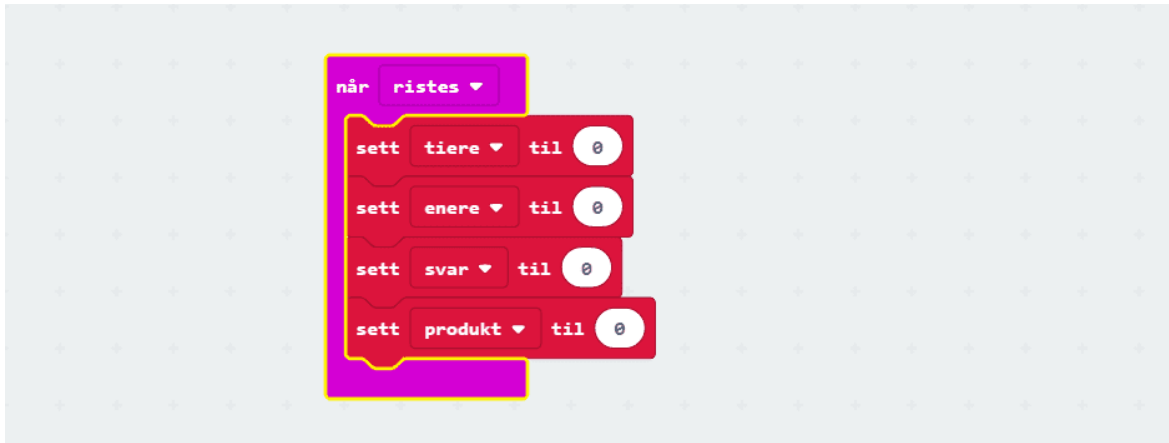 når ristes
sett tiere til 0
sett enere til 0
sett svar til 0
sett produkt til 0